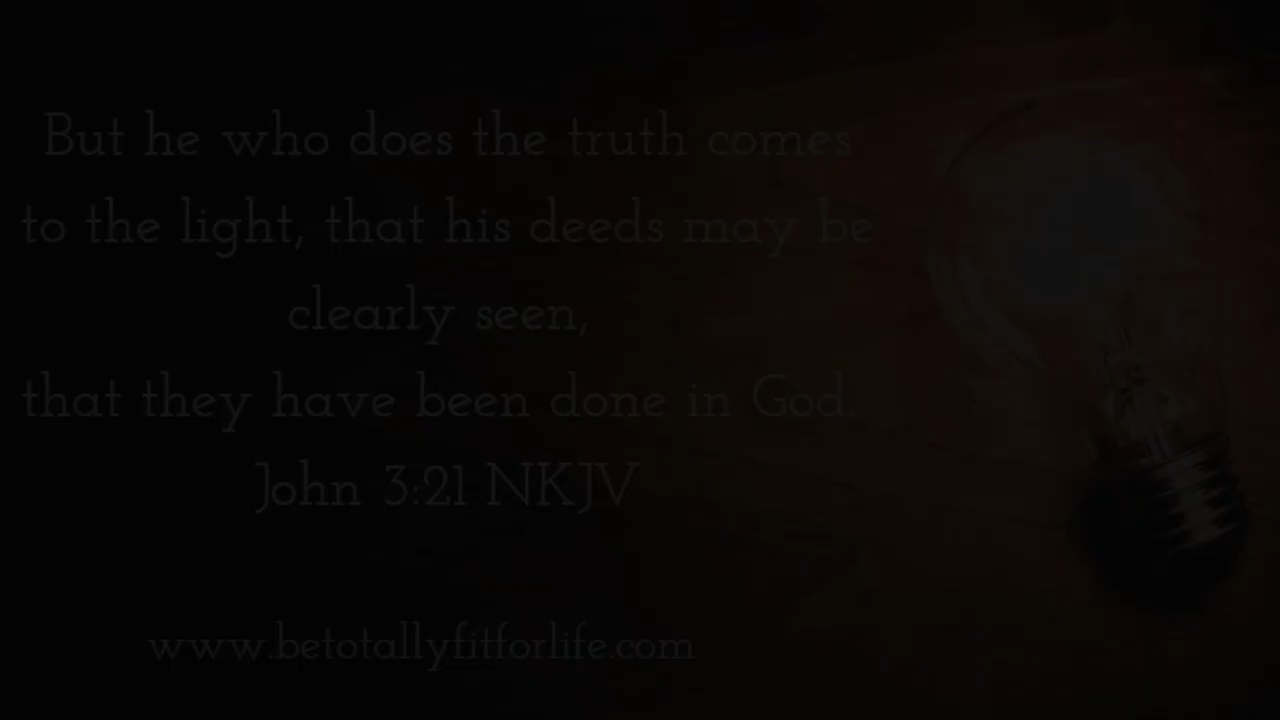 But he who does the truth comes
to the light, that his deeds may be
clearly seen,
that they have been done in God.
John 3:21 NKJV
www.betotallyfitforlife.com